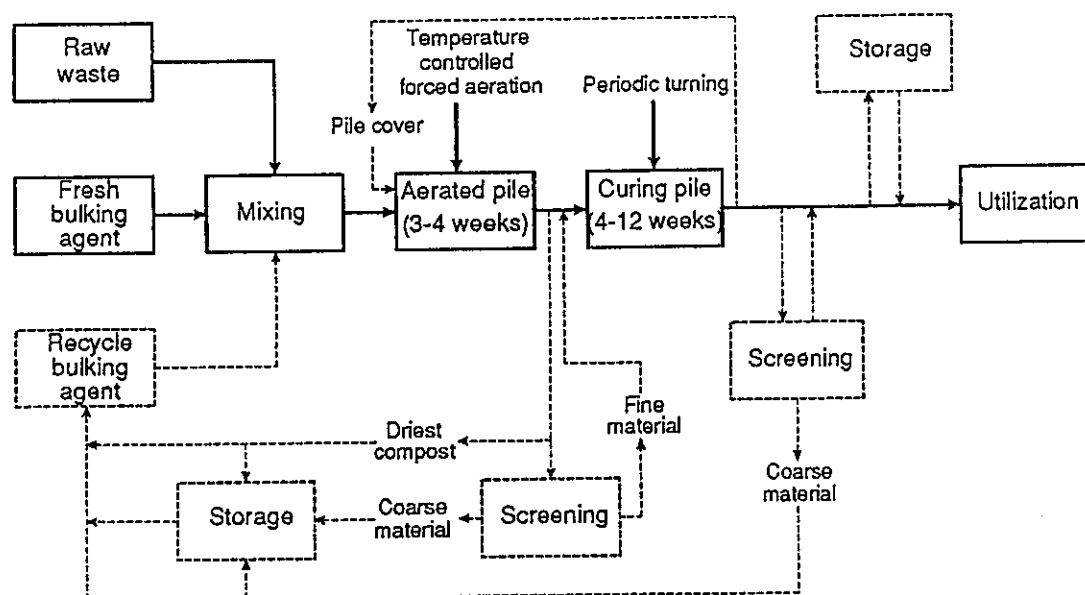 Raw
waste
Temperature
controlled
forced aeration
Periodic turning
Storage
Pile cover
Fresh
bulking
agent
Mixing
Aerated pile
(3-4 weeks)
Curing pile
(4-12 weeks)
Utilization
Recycle
bulking
agent
Screening
Fine
material
Driest
compost
Coarse
material
Storage
Coarse
material
Screening